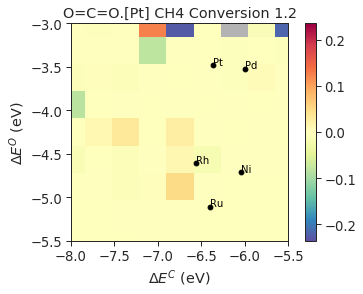 O=C=O.[Pt] CH4 Conversion 1.2
−3.0
−3.5
−4.0
−4.5
−5.0
−5.5
ΔE^O (eV)
Pt
Pd
Rh
Ni
Ru
−8.0 −7.5 −7.0 −6.5 −6.0 −5.5
ΔE^C (eV)
0.2
0.1
0.0
−0.1
−0.2